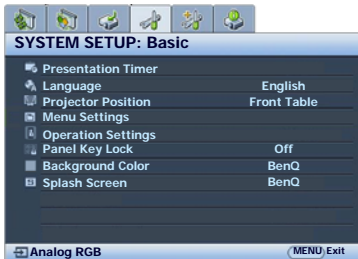 SYSTEM SETUP: Basic
Presentation Timer
Language English
Projector Position Front Table
Menu Settings
Operation Settings
Panel Key Lock Off
Background Color BenQ
Splash Screen BenQ
Analog RGB MENU Exit